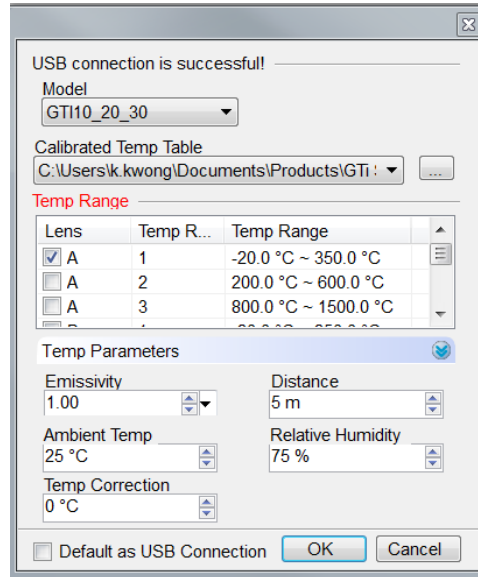 USB connection is successful!
Model
GTI10_20_30
Calibrated Temp Table
C:\Users\k.kwong\Documents\Products\GTi
...
Temp Range
Lens Temp R... Temp Range
A 1 -20.0 °C ~ 350.0 °C
A 2 200.0 °C ~ 600.0 °C
A 3 800.0 °C ~ 1500.0 °C
Temp Parameters
Emissivity Distance
1.00 5 m
Ambient Temp Relative Humidity
25 °C 75 %
Temp Correction
0 °C
Default as USB Connection OK Cancel